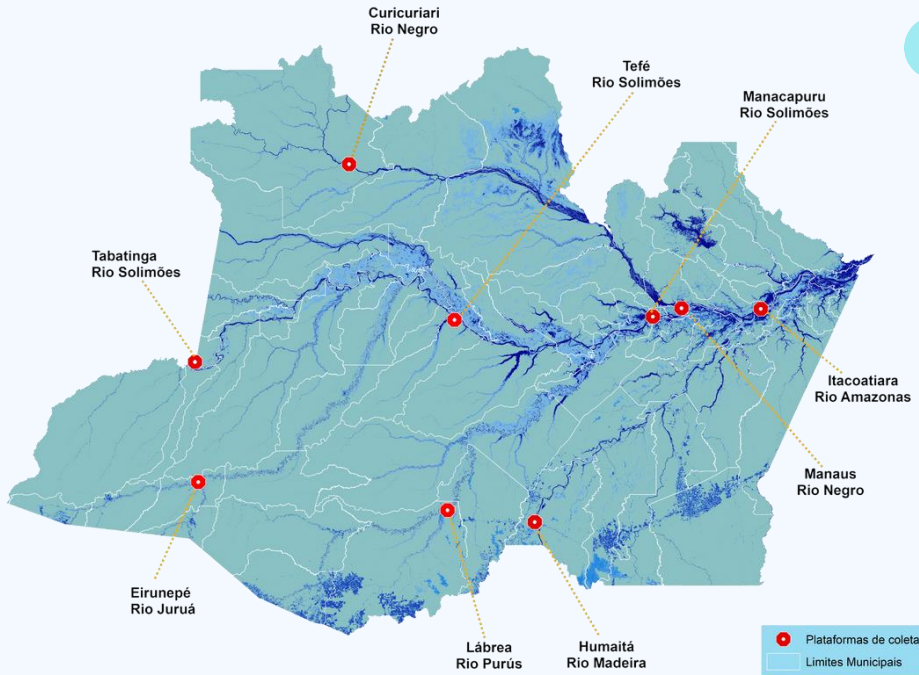 Curicuriari
Rio Negro
Tefé
Rio Solimões
Manacapuru
Rio Solimões
Tabatinga
Rio Solimões
Itacoatiara
Rio Amazonas
Manaus
Rio Negro
Eirunepé
Rio Juruá
Lábrea
Rio Purús
Humaitá
Rio Madeira
Plataformas de coleta
Limites Municipais